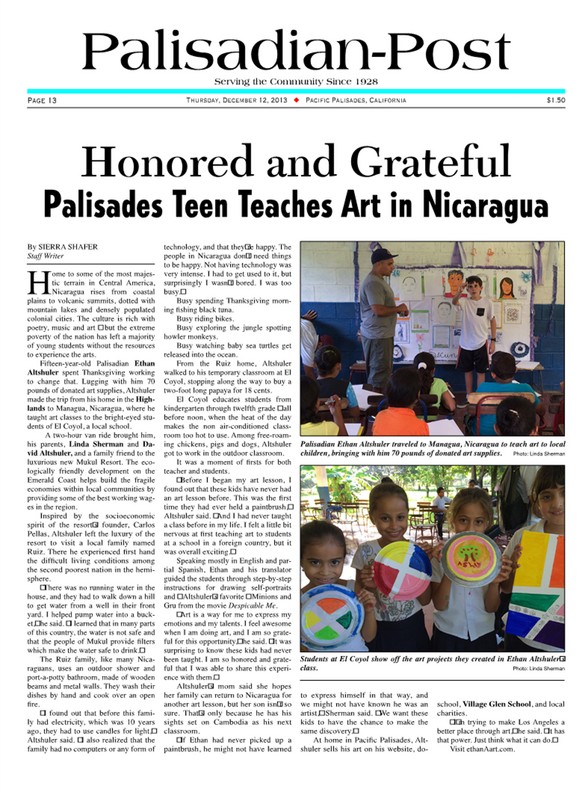 Palisadian-Post
Serving the Community Since 1928
PAGE 13
THURSDAY, DECEMBER 12, 2013 ♦ PACIFIC PALISADES, CALIFORNIA
$1.50
Honored and Grateful
Palisades Teen Teaches Art in Nicaragua
By SIERRA SHAFER
Staff Writer
Home to some of the most majes-
tic terrain in Central America,
Nicaragua rises from coastal
plains to volcanic summits, dotted with
mountain lakes and densely populated
colonial cities. The culture is rich with
poetry, music and art □but the extreme
poverty of the nation has left a majority
of young students without the resources
to experience the arts.
Fifteen-year-old Palisadian Ethan
Altshuler spent Thanksgiving working
to change that. Lugging with him 70
pounds of donated art supplies, Altshuler
made the trip from his home in the High-
lands to Managua, Nicaragua, where he
taught art classes to the bright-eyed stu-
dents of El Coyol, a local school.
A two-hour van ride brought him,
his parents, Linda Sherman and Da-
vid Altshuler, and a family friend to the
luxurious new Mukul Resort. The eco-
logically friendly development on the
Emerald Coast helps build the fragile
economies within local communities by
providing some of the best working wag-
es in the region.
Inspired by the socioeconomic
spirit of the resort□ founder, Carlos
Pellas, Altshuler left the luxury of the
resort to visit a local family named
Ruiz. There he experienced first hand
the difficult living conditions among
the second poorest nation in the hemi-
sphere.
□There was no running water in the
house, and they had to walk down a hill
to get water from a well in their front
yard. I helped pump water into a buck-
et,□he said. □I learned that in many parts
of this country, the water is not safe and
that the people of Mukul provide filters
which make the water safe to drink.□
The Ruiz family, like many Nica-
raguans, uses an outdoor shower and
port-a-potty bathroom, made of wooden
beams and metal walls. They wash their
dishes by hand and cook over an open
fire.
□I found out that before this fami-
ly had electricity, which was 10 years
ago, they had to use candles for light,□
Altshuler said. □I also realized that the
family had no computers or any form of
technology, and that they□e happy. The
people in Nicaragua don□ need things
to be happy. Not having technology was
very intense. I had to get used to it, but
surprisingly I wasn□ bored. I was too
busy.□
Busy spending Thanksgiving morn-
ing fishing black tuna.
Busy riding bikes.
Busy exploring the jungle spotting
howler monkeys.
Busy watching baby sea turtles get
released into the ocean.
From the Ruiz home, Altshuler
walked to his temporary classroom at El
Coyol, stopping along the way to buy a
two-foot long papaya for 18 cents.
El Coyol educates students from
kindergarten through twelfth grade □all
before noon, when the heat of the day
makes the non air-conditioned class-
room too hot to use. Among free-roam-
ing chickens, pigs and dogs, Altshuler
got to work in the outdoor classroom.
It was a moment of firsts for both
teacher and students.
□Before I began my art lesson, I
found out that these kids have never had
an art lesson before. This was the first
time they had ever held a paintbrush,□
Altshuler said. □And I had never taught
a class before in my life. I felt a little bit
nervous at first teaching art to students
at a school in a foreign country, but it
was overall exciting.□
Speaking mostly in English and par-
tial Spanish, Ethan and his translator
guided the students through step-by-step
instructions for drawing self-portraits
and □Altshuler□ favorite □Minions and
Gru from the movie Despicable Me.
□Art is a way for me to express my
emotions and my talents. I feel awesome
when I am doing art, and I am so grate-
ful for this opportunity,□he said. □It was
surprising to know these kids had never
been taught. I am so honored and grate-
ful that I was able to share this experi-
ence with them.□
Altshuler□ mom said she hopes
her family can return to Nicaragua for
another art lesson, but her son isn□ so
sure. That□ only because he has his
sights set on Cambodia as his next
classroom.
□If Ethan had never picked up a
paintbrush, he might not have learned
Palisadian Ethan Altshuler traveled to Managua, Nicaragua to teach art to local
children, bringing with him 70 pounds of donated art supplies.
Photo: Linda Sherman
Students at El Coyol show off the art projects they created in Ethan Altshuler□
class.
Photo: Linda Sherman
to express himself in that way, and
we might not have known he was an
artist,□Sherman said. □We want these
kids to have the chance to make the
same discovery.□
At home in Pacific Palisades, Alt-
shuler sells his art on his website, do-
school, Village Glen School, and local
charities.
□I□ trying to make Los Angeles a
better place through art,□he said. □It has
that power. Just think what it can do.□
Visit ethanAart.com.